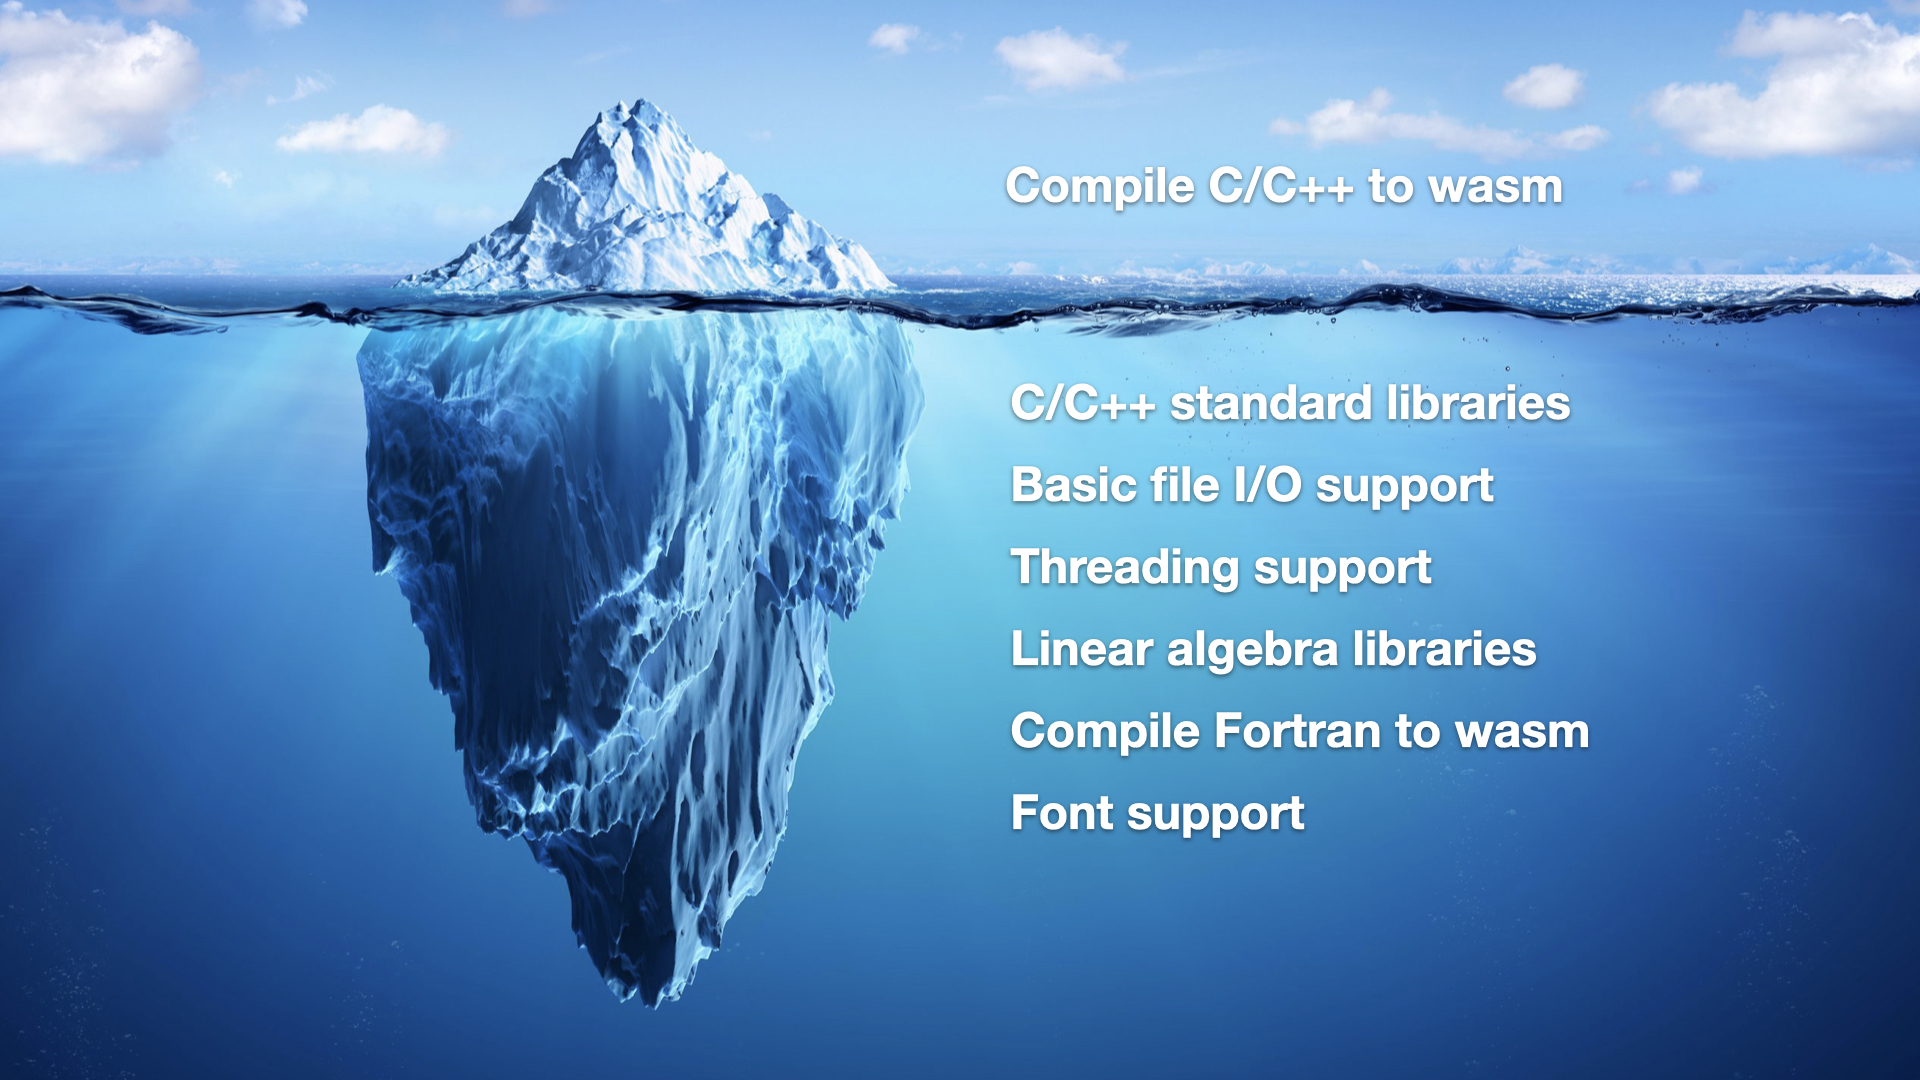 Compile C/C++ to wasm
C/C++ standard libraries
Basic file I/O support
Threading support
Linear algebra libraries
Compile Fortran to wasm
Font support